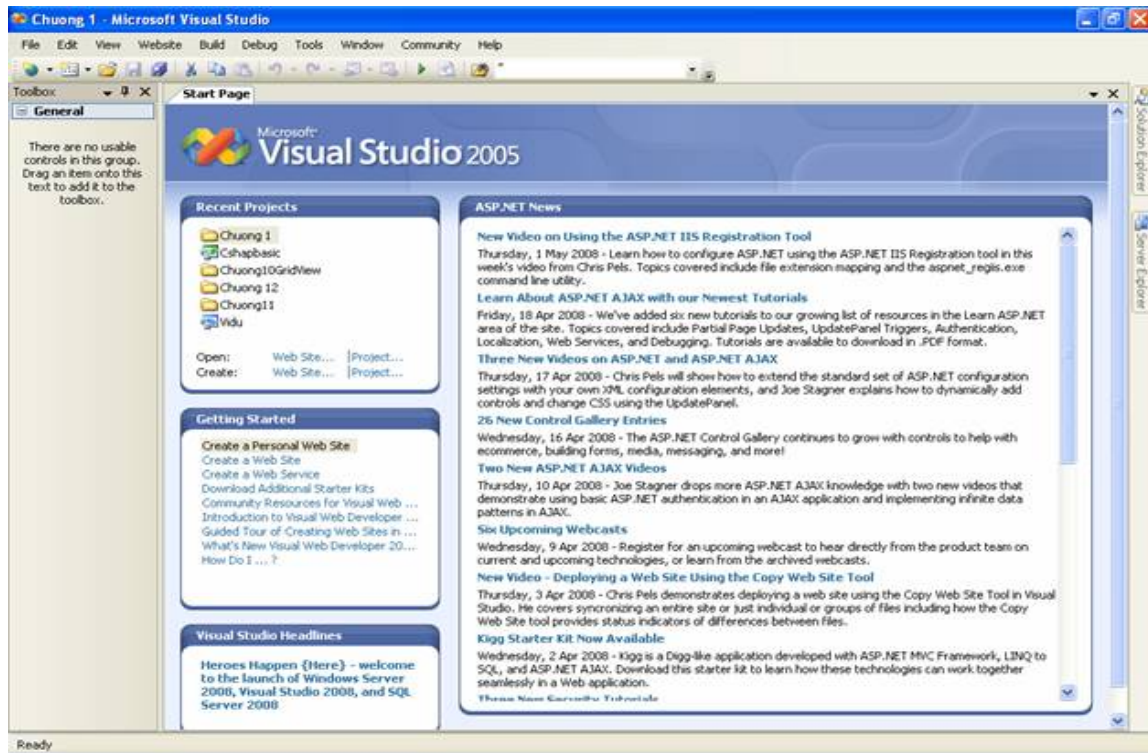 Chuong 1 - Microsoft Visual Studio
File Edit View Website Build Debug Tools Window Community Help
Toolbox
General
There are no usable
controls in this group.
Drag an item onto this
text to add it to the
toolbox.
Start Page
Microsoft
Visual Studio 2005
Recent Projects
Chuong 1
Cshapbasic
Chuong10GridView
Chuong 12
Chuong11
Vidu
Open: Web Site... Project...
Create: Web Site... Project...
Getting Started
Create a Personal Web Site
Create a Web Site
Create a Web Service
Download Additional Starter Kits
Community Resources for Visual Web ...
Introduction to Visual Web Developer ...
Guided Tour of Creating Web Sites in ...
What's New Visual Web Developer 20...
How Do I ... ?
Visual Studio Headlines
Heroes Happen {Here} - welcome
to the launch of Windows Server
2008, Visual Studio 2008, and SQL
Server 2008
ASP.NET News
New Video on Using the ASP.NET IIS Registration Tool
Thursday, 1 May 2008 - Learn how to configure ASP.NET using the ASP.NET IIS Registration tool in this
week's video from Chris Pels. Topics covered include file extension mapping and the aspnet_regis.exe
command line utility.
Learn About ASP.NET AJAX with our Newest Tutorials
Friday, 18 Apr 2008 - We've added six new tutorials to our growing list of resources in the Learn ASP.NET
area of the site. Topics covered include Partial Page Updates, UpdatePanel Triggers, Authentication,
Localization, Web Services, and Debugging. Tutorials are available to download in .PDF format.
Three New Videos on ASP.NET and ASP.NET AJAX
Thursday, 17 Apr 2008 - Chris Pels will show how to extend the standard set of ASP.NET configuration
settings with your own XML configuration elements, and Joe Stagner explains how to dynamically add
controls and change CSS using the UpdatePanel.
26 New Control Gallery Entries
Wednesday, 16 Apr 2008 - The ASP.NET Control Gallery continues to grow with controls to help with
ecommerce, building forms, media, messaging, and more!
Two New ASP.NET AJAX Videos
Thursday, 10 Apr 2008 - Joe Stagner drops more ASP.NET AJAX knowledge with two new videos that
demonstrate using basic ASP.NET authentication in an AJAX application and implementing infinite data
patterns in AJAX.
Six Upcoming Webcasts
Wednesday, 9 Apr 2008 - Register for an upcoming webcast to hear directly from the product team on
current and upcoming technologies, or learn from the archived webcasts.
New Video - Deploying a Web Site Using the Copy Web Site Tool
Thursday, 3 Apr 2008 - Chris Pels demonstrates deploying a web site using the Copy Web Site Tool in Visual
Studio. He covers syncronizing an entire site or just individual or groups of files including how the Copy
Web Site tool provides status indicators of differences between files.
Kigg Starter Kit Now Available
Wednesday, 2 Apr 2008 - Kigg is a Digg-like application developed with ASP.NET MVC Framework, LINQ to
SQL, and ASP.NET AJAX. Download this starter kit to learn how these technologies can work together
seamlessly in a Web application.
Three New Security Tutorials
Solution Explorer
Server Explorer
Ready